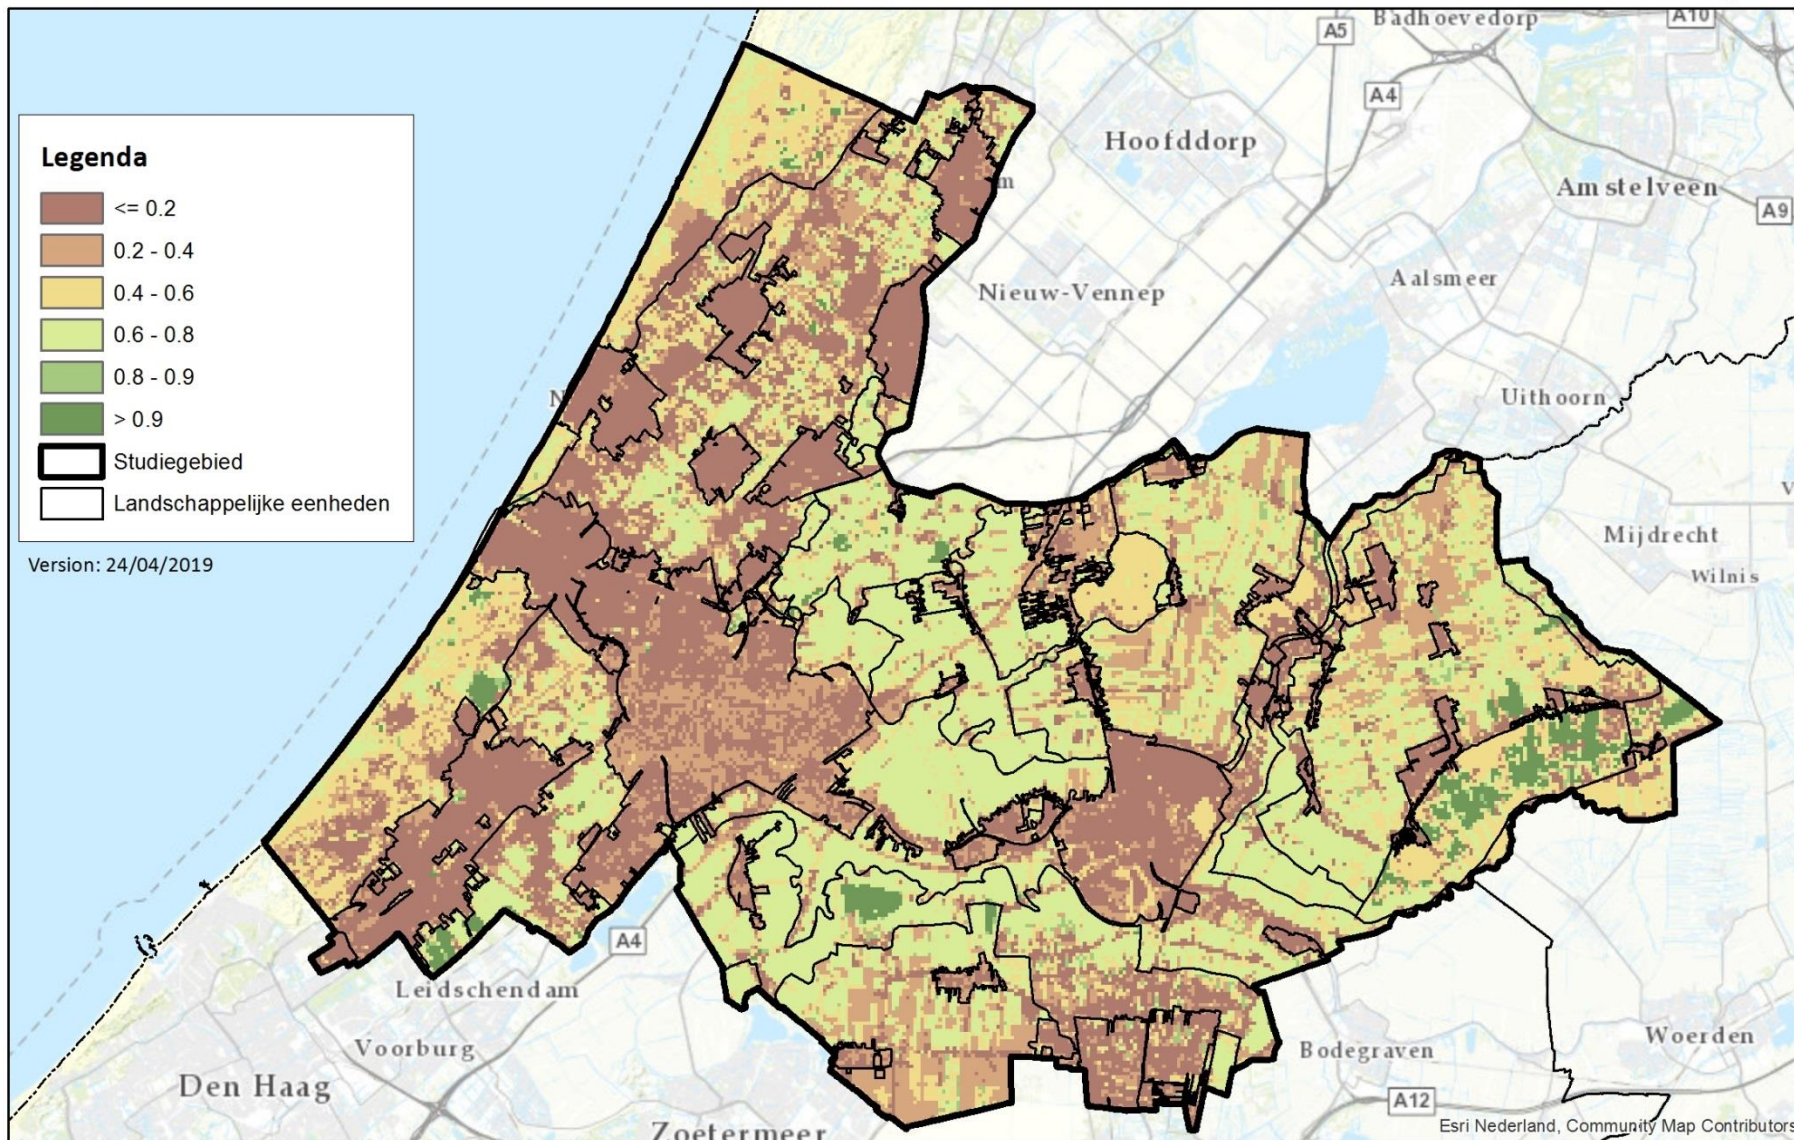 Badhoevedorp
A10
A5
A4
Hoofddorp
Amstelveen
A9
Legenda
<= 0.2
0.2 - 0.4
0.4 - 0.6
0.6 - 0.8
0.8 - 0.9
> 0.9
Studiegebied
Landschappelijke eenheden
Version: 24/04/2019
m
Nieuw-Vennep
Aalsmeer
N
Uithoorn
V
Mijdrecht
Wilnis
A4
Leidschendam
Voorburg
Den Haag
Zoetermeer
Bodegraven
Woerden
A12
Esri Nederland, Community Map Contributors